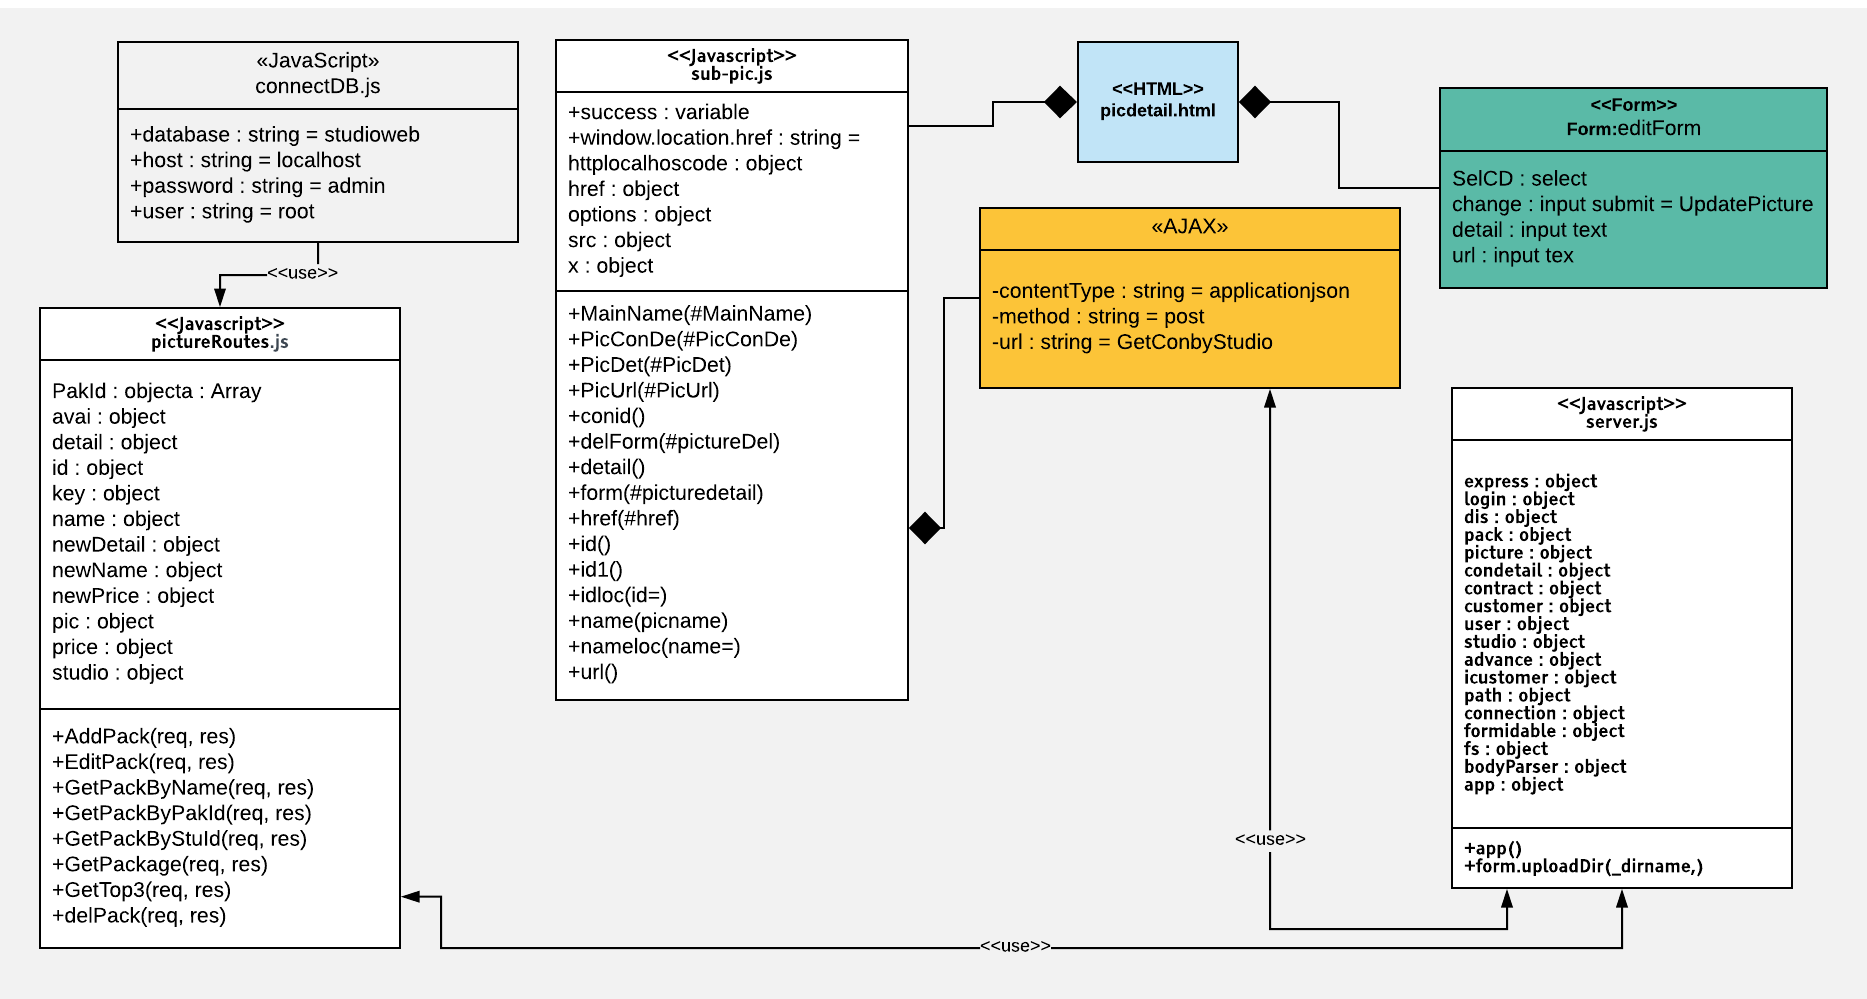 «JavaScript»
connectDB.js
+database : string = studioweb
+host : string = localhost
+password : string = admin
+user : string = root
<<use>>
<<Javascript>>
pictureRoutes.js
PakId : objecta : Array
avai : object
detail : object
id : object
key : object
name : object
newDetail : object
newName : object
newPrice : object
pic : object
price : object
studio : object
+AddPack(req, res)
+EditPack(req, res)
+GetPackByName(req, res)
+GetPackByPakId(req, res)
+GetPackByStuId(req, res)
+GetPackage(req, res)
+GetTop3(req, res)
+delPack(req, res)
<<Javascript>>
sub-pic.js
+success : variable
+window.location.href : string =
httplocalhoscode : object
href : object
options : object
src : object
x : object
+MainName(#MainName)
+PicConDe(#PicConDe)
+PicDet(#PicDet)
+PicUrl(#PicUrl)
+conid()
+delForm(#pictureDel)
+detail()
+form(#picturedetail)
+href(#href)
+id()
+id1()
+idloc(id=)
+name(picname)
+nameloc(name=)
+url()
<<HTML>>
picdetail.html
<<Form>>
Form:editForm
SelCD : select
change : input submit = UpdatePicture
detail : input text
url : input tex
«AJAX»
-contentType : string = applicationjson
-method : string = post
-url : string = GetConbyStudio
<<Javascript>>
server.js
express : object
login : object
dis : object
pack : object
picture : object
condetail : object
contract : object
customer : object
user : object
studio : object
advance : object
icustomer : object
path : object
connection : object
formidable : object
fs : object
bodyParser : object
app : object
+app()
+form.uploadDir(_dirname,)
<<use>>
<<use>>